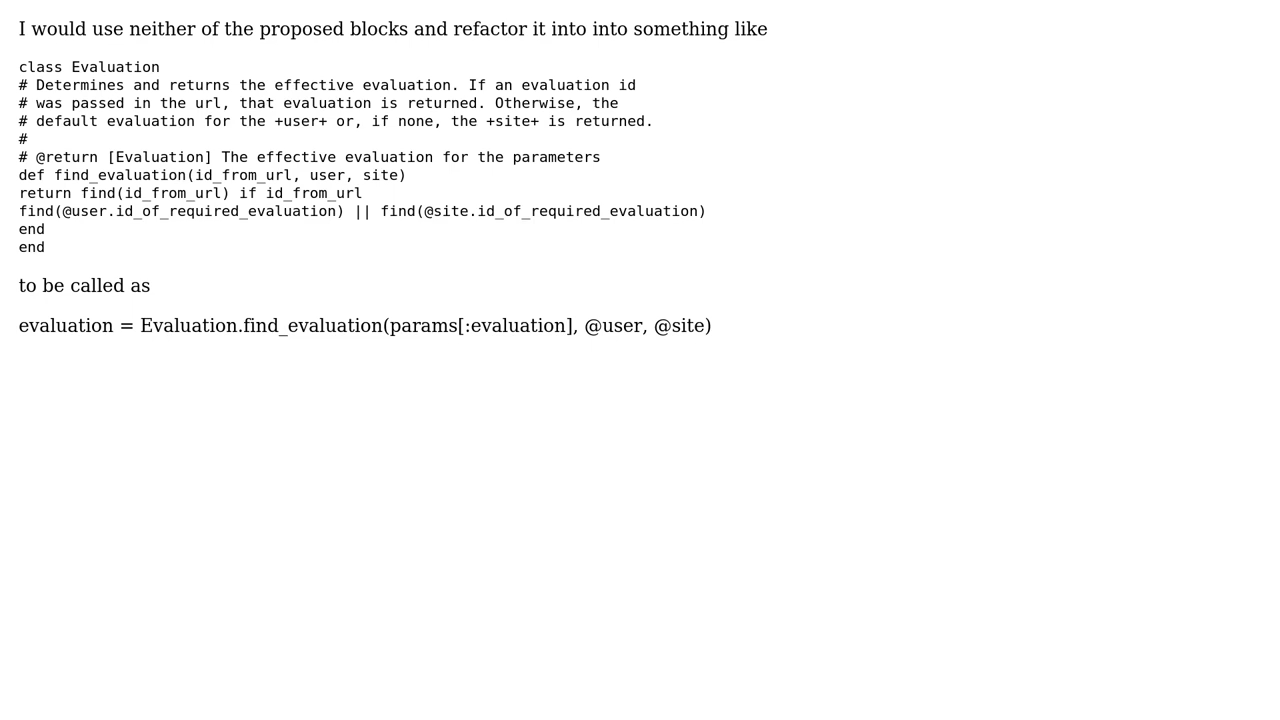 I would use neither of the proposed blocks and refactor it into into something like
class Evaluation
# Determines and returns the effective evaluation. If an evaluation id
# was passed in the url, that evaluation is returned. Otherwise, the
# default evaluation for the +user+ or, if none, the +site+ is returned.
#
# @return [Evaluation] The effective evaluation for the parameters
def find_evaluation(id_from_url, user, site)
return find(id_from_url) if id_from_url
find(@user.id_of_required_evaluation) || find(@site.id_of_required_evaluation)
end
end
to be called as
evaluation = Evaluation.find_evaluation(params[:evaluation], @user, @site)